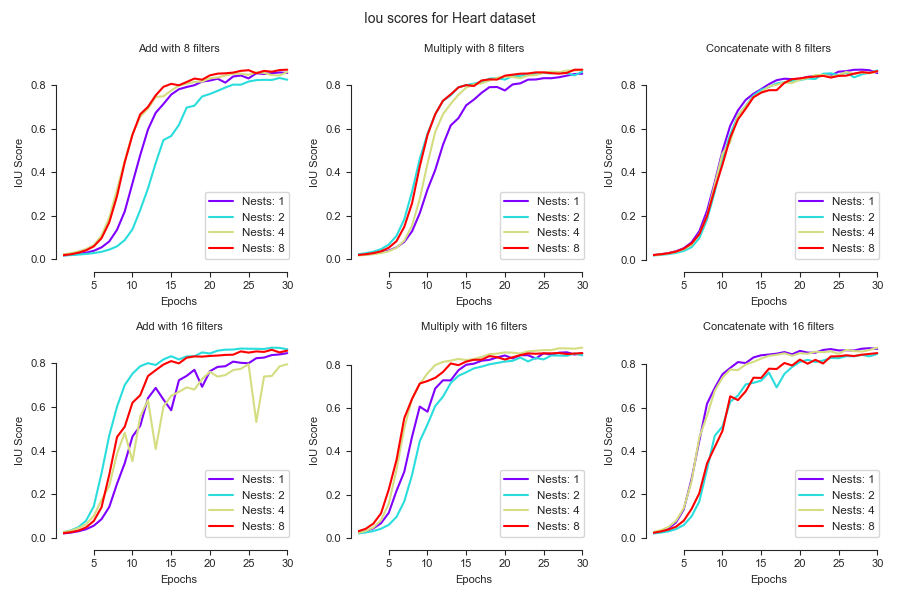 Iou scores for Heart dataset
Add with 8 filters
Multiply with 8 filters
Concatenate with 8 filters
IoU Score
0.8
0.6
0.4
0.2
0.0
Nests: 1
Nests: 2
Nests: 4
Nests: 8
5 10 15 20 25 30
Epochs
IoU Score
0.8
0.6
0.4
0.2
0.0
Nests: 1
Nests: 2
Nests: 4
Nests: 8
5 10 15 20 25 30
Epochs
IoU Score
0.8
0.6
0.4
0.2
0.0
Nests: 1
Nests: 2
Nests: 4
Nests: 8
5 10 15 20 25 30
Epochs
Add with 16 filters
Multiply with 16 filters
Concatenate with 16 filters
IoU Score
0.8
0.6
0.4
0.2
0.0
Nests: 1
Nests: 2
Nests: 4
Nests: 8
5 10 15 20 25 30
Epochs
IoU Score
0.8
0.6
0.4
0.2
0.0
Nests: 1
Nests: 2
Nests: 4
Nests: 8
5 10 15 20 25 30
Epochs
IoU Score
0.8
0.6
0.4
0.2
0.0
Nests: 1
Nests: 2
Nests: 4
Nests: 8
5 10 15 20 25 30
Epochs